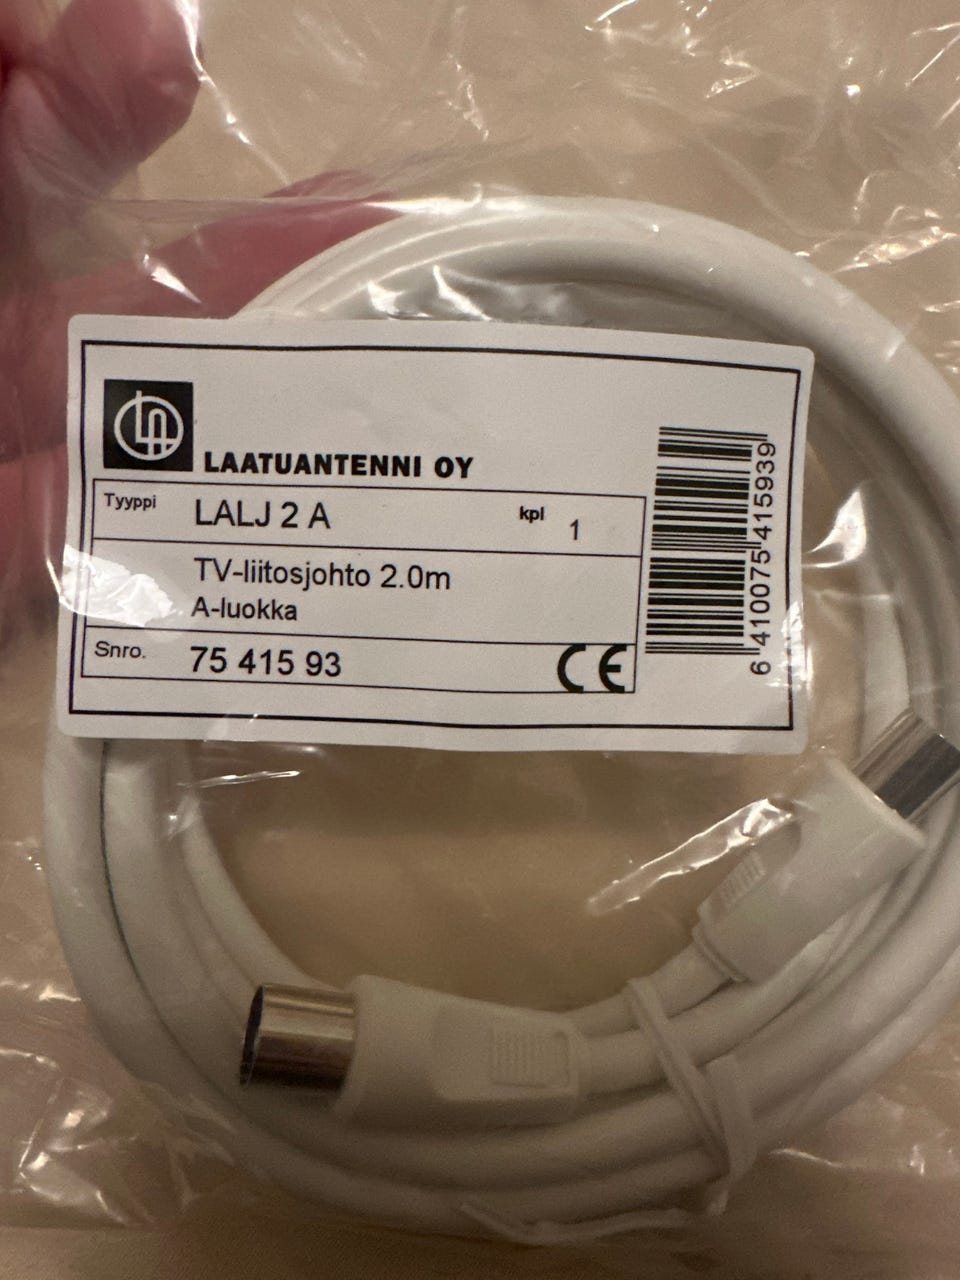 LA
LAATUANTENNI OY
Tyyppi LALJ 2 A kpl 1
TV-liitosjohto 2.0m
A-luokka
Snro. 75 415 93 CE
6 410075 415939